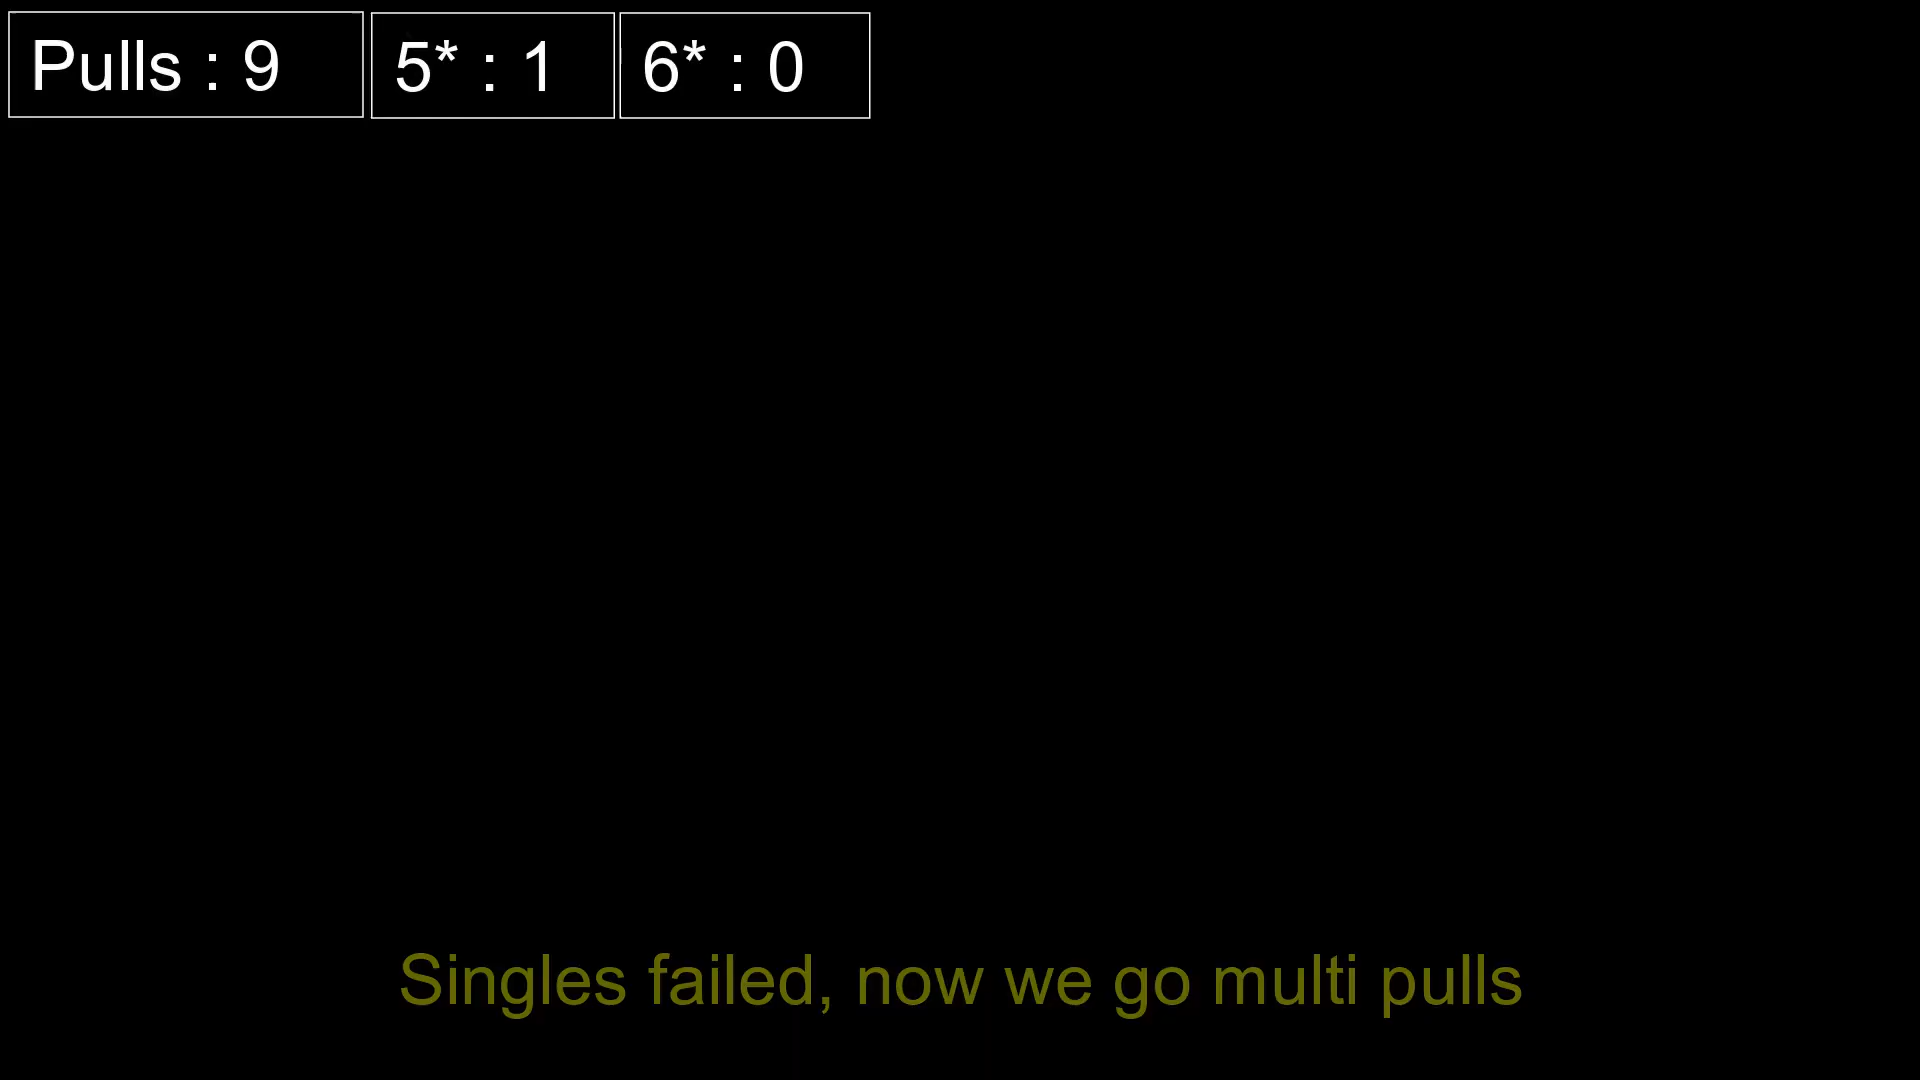 Pulls : 9
5* : 1
6* : 0
Singles failed, now we go multi pulls